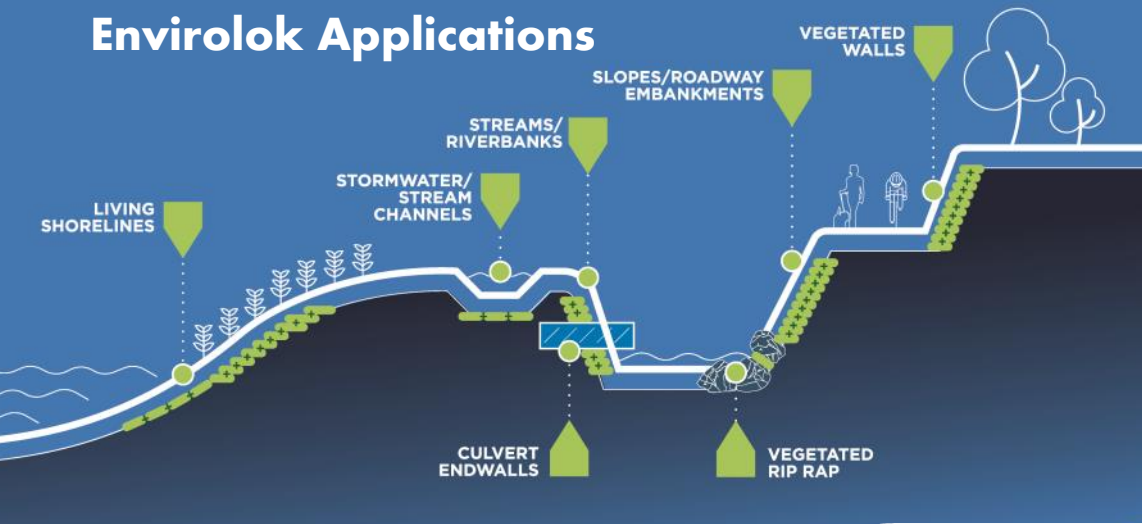 Envirolok Applications
VEGETATED
WALLS
SLOPES/ROADWAY
EMBANKMENTS
STREAMS/
RIVERBANKS
STORMWATER/
STREAM
CHANNELS
LIVING
SHORELINES
CULVERT
ENDWALLS
VEGETATED
RIP RAP